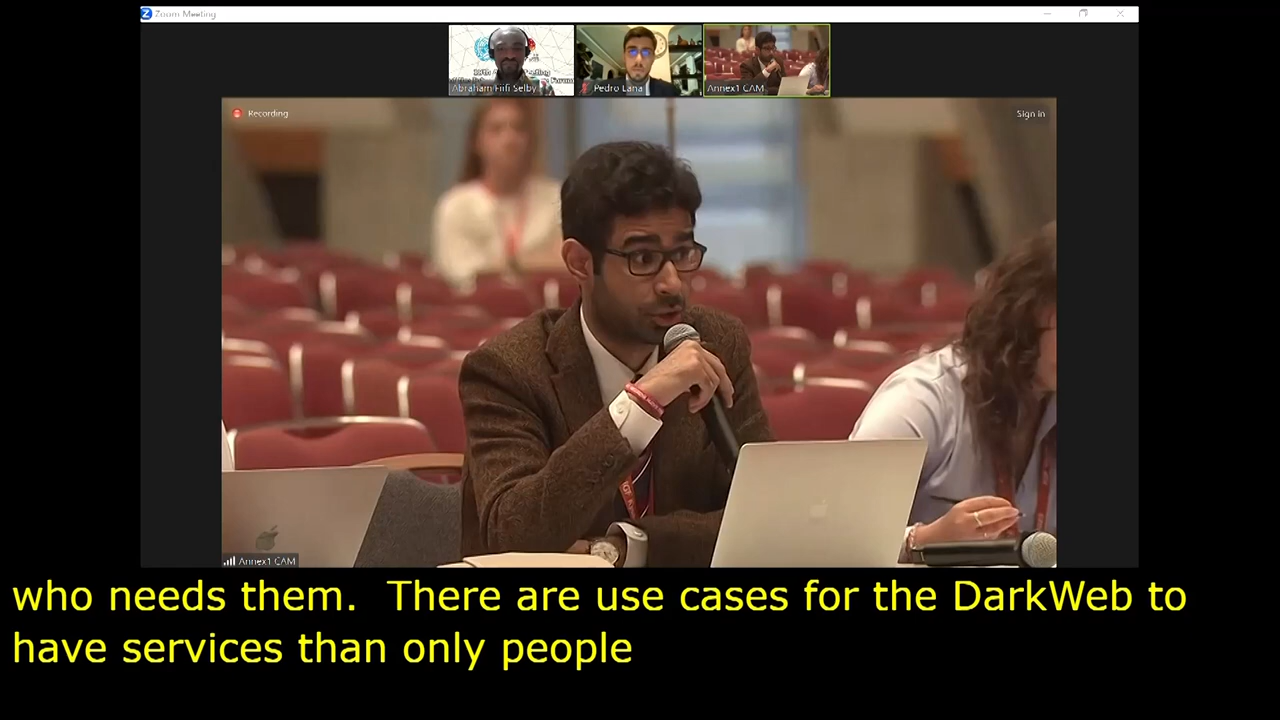 Zoom Meeting
Abraham Fiifi Selby
Pedro Lana
Annex1 CAM
Recording
Sign in
Annex1 CAM
who needs them.  There are use cases for the DarkWeb to
have services than only people